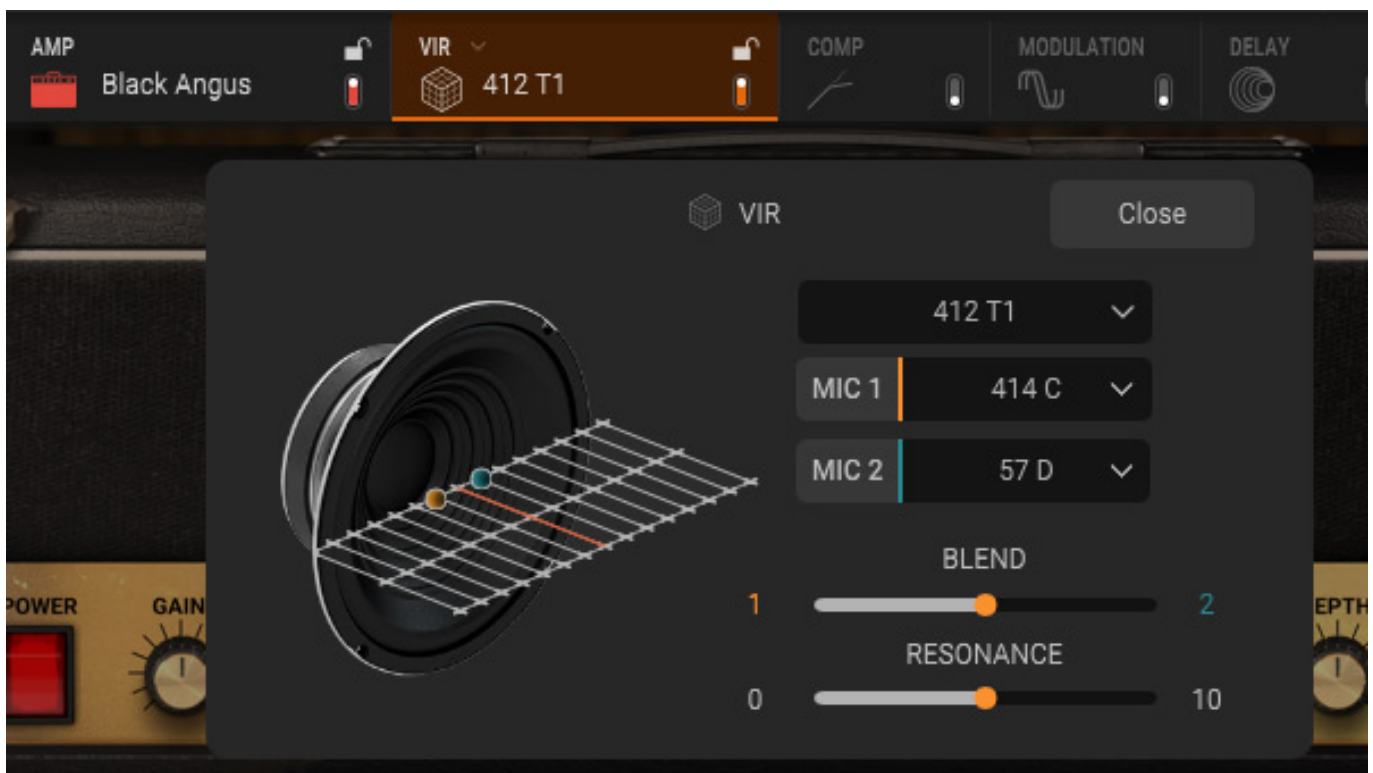 AMP
Black Angus
VIR
412 T1
COMP
MODULATION
DELAY
VIR
Close
412 T1
MIC 1 414 C
MIC 2 57 D
BLEND
1 2
RESONANCE
0 10
POWER GAIN
EPTH